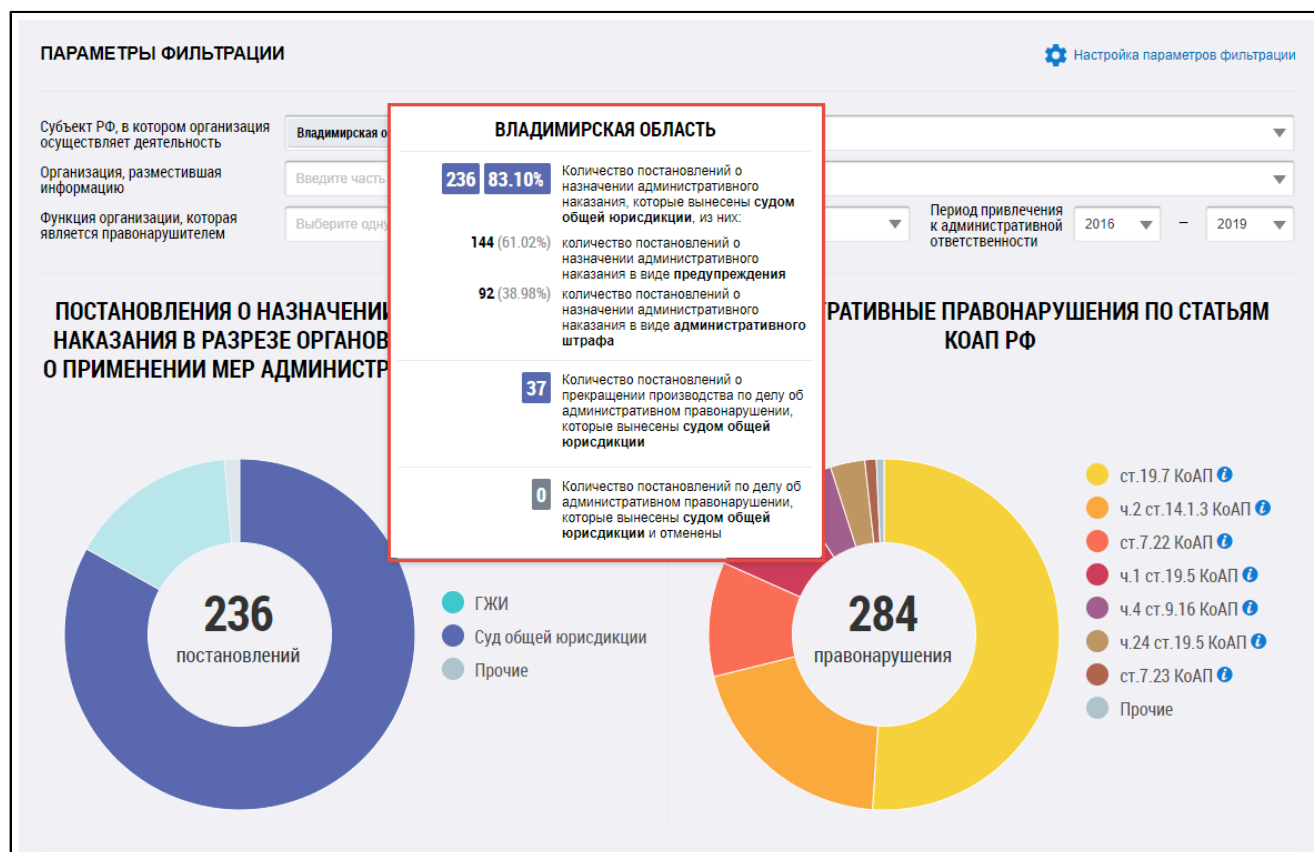 ПАРАМЕТРЫ ФИЛЬТРАЦИИ
Настройка параметров фильтрации
Субъект РФ, в котором организация
осуществляет деятельность
Владимирская о
Организация, разместившая
информацию
Введите часть
Функция организации, которая
является правонарушителем
Выберите одну
Период привлечения
к административной
ответственности
2016
–
2019
ВЛАДИМИРСКАЯ ОБЛАСТЬ
236 83.10%
Количество постановлений о
назначении административного
наказания, которые вынесены судом
общей юрисдикции, из них:
144 (61.02%)
количество постановлений о
назначении административного
наказания в виде предупреждения
92 (38.98%)
количество постановлений о
назначении административного
наказания в виде административного
штрафа
37
Количество постановлений о
прекращении производства по делу об
административном правонарушении,
которые вынесены судом общей
юрисдикции
0
Количество постановлений по делу об
административном правонарушении,
которые вынесены судом общей
юрисдикции и отменены
ПОСТАНОВЛЕНИЯ О НАЗНАЧЕНИИ
НАКАЗАНИЯ В РАЗРЕЗЕ ОРГАНОВ
О ПРИМЕНЕНИИ МЕР АДМИНИСТР
236
постановлений
ГЖИ
Суд общей юрисдикции
Прочие
РАТИВНЫЕ ПРАВОНАРУШЕНИЯ ПО СТАТЬЯМ
КОАП РФ
284
правонарушения
ст.19.7 КоАП
ч.2 ст.14.1.3 КоАП
ст.7.22 КоАП
ч.1 ст.19.5 КоАП
ч.4 ст.9.16 КоАП
ч.24 ст.19.5 КоАП
ст.7.23 КоАП
Прочие